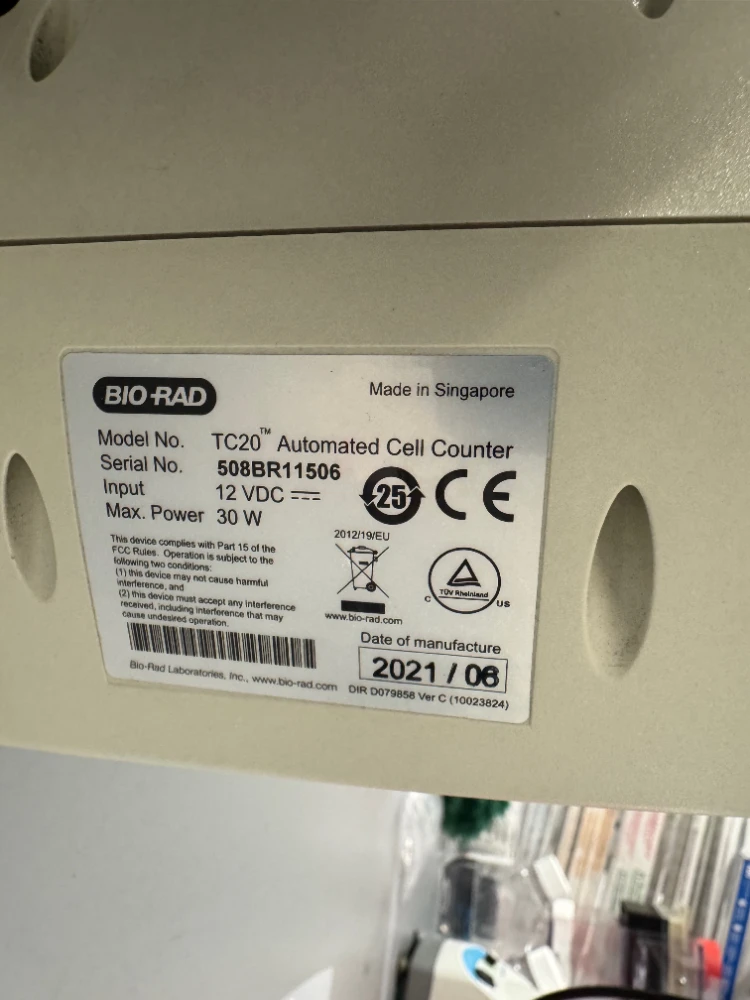 BIO-RAD
Made in Singapore
Model No. TC20™ Automated Cell Counter
Serial No. 508BR11506
Input 12 VDC
Max. Power 30 W
25
CE
This device complies with Part 15 of the
FCC Rules. Operation is subject to the
following two conditions:
(1) this device may not cause harmful
interference, and
(2) this device must accept any interference
received, including interference that may
cause undesired operation.
2012/19/EU
www.bio-rad.com
TÜV Rheinland
C US
Date of manufacture
2021 / 06
Bio-Rad Laboratories, Inc., www.bio-rad.com
DIR D079858 Ver C (10023824)